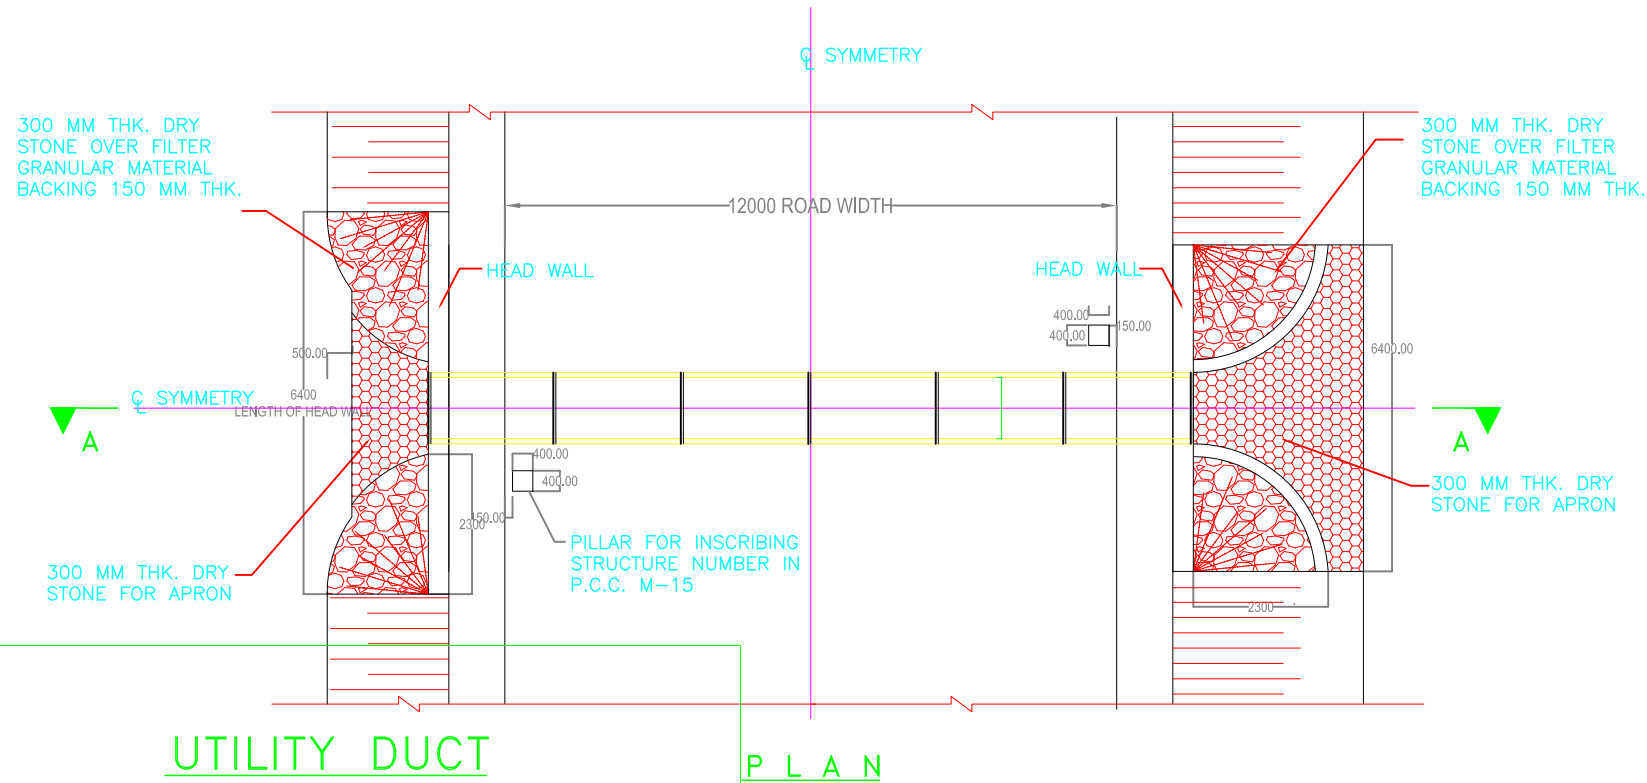 ℄ SYMMETRY
300 MM THK. DRY
STONE OVER FILTER
GRANULAR MATERIAL
BACKING 150 MM THK.
300 MM THK. DRY
STONE OVER FILTER
GRANULAR MATERIAL
BACKING 150 MM THK.
12000 ROAD WIDTH
HEAD WALL
HEAD WALL
400.00
400.00
150.00
500.00
6400.00
6400
LENGTH OF HEAD WALL
℄ SYMMETRY
A
A
400.00
400.00
150.00
2300
300 MM THK. DRY
STONE FOR APRON
PILLAR FOR INSCRIBING
STRUCTURE NUMBER IN
P.C.C. M-15
300 MM THK. DRY
STONE FOR APRON
2300
UTILITY DUCT
PLAN